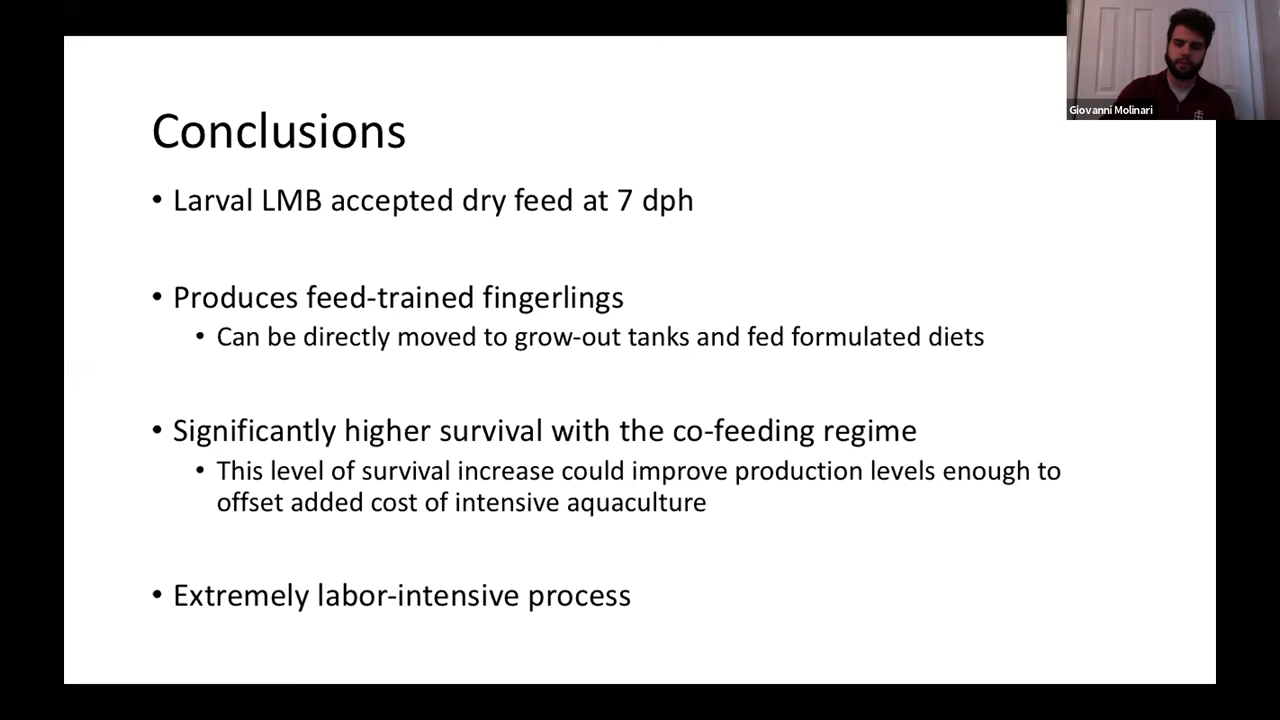 Giovanni Molinari
Conclusions
• Larval LMB accepted dry feed at 7 dph
• Produces feed-trained fingerlings
• Can be directly moved to grow-out tanks and fed formulated diets
• Significantly higher survival with the co-feeding regime
• This level of survival increase could improve production levels enough to
offset added cost of intensive aquaculture
• Extremely labor-intensive process